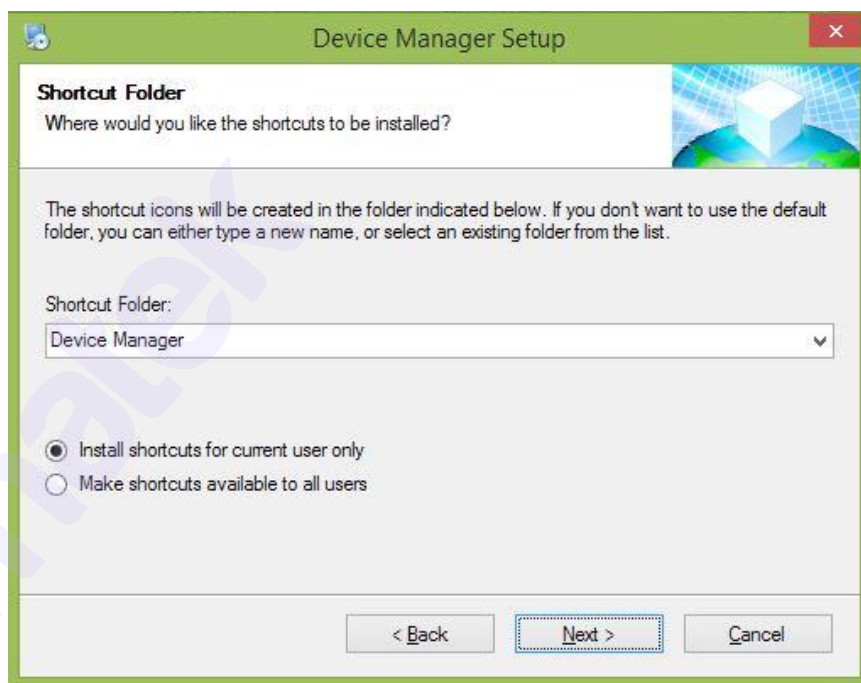 Device Manager Setup
Shortcut Folder
Where would you like the shortcuts to be installed?
The shortcut icons will be created in the folder indicated below. If you don't want to use the default
folder, you can either type a new name, or select an existing folder from the list.
Shortcut Folder:
Device Manager
Install shortcuts for current user only
Make shortcuts available to all users
< Back
Next >
Cancel